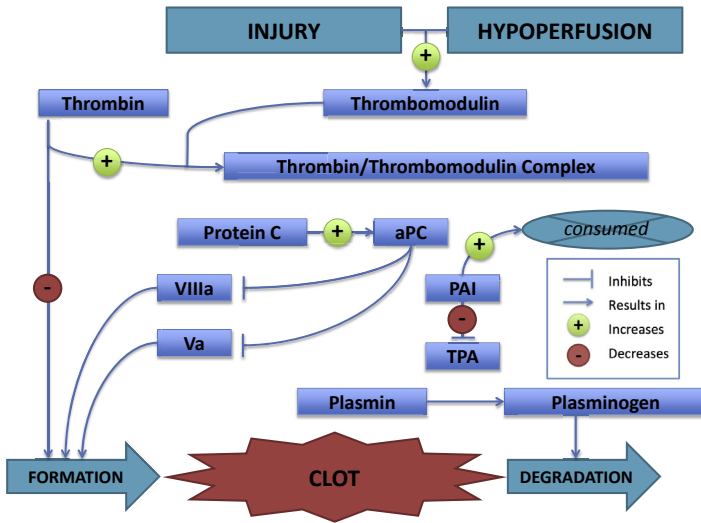 INJURY
HYPOPERFUSION
+
Thrombin
Thrombomodulin
+
Thrombin/Thrombomodulin Complex
Protein C
+
aPC
+
consumed
VIIIa
PAI
-
-
Va
TPA
Inhibits
Results in
+ Increases
- Decreases
Plasmin
Plasminogen
FORMATION
CLOT
DEGRADATION